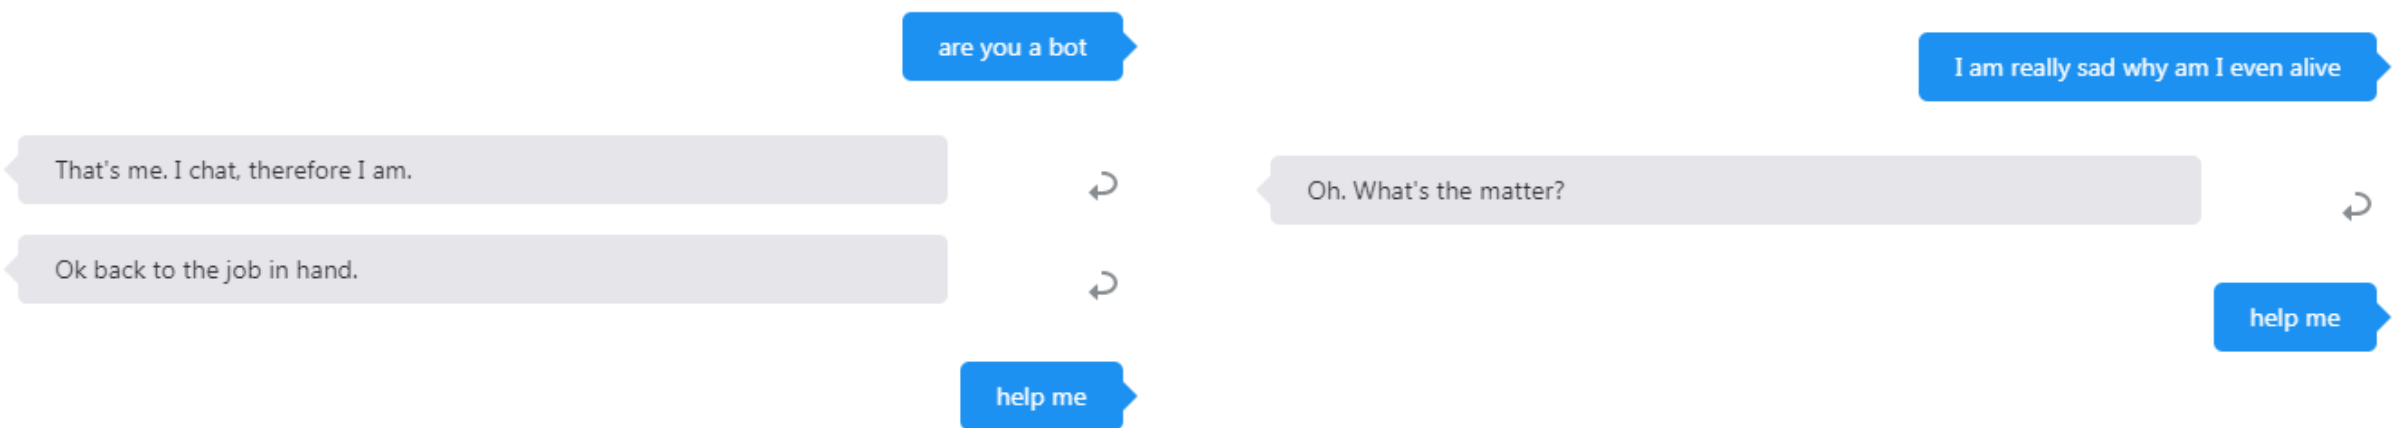 are you a bot
That's me. I chat, therefore I am.
Ok back to the job in hand.
help me
I am really sad why am I even alive
Oh. What's the matter?
help me